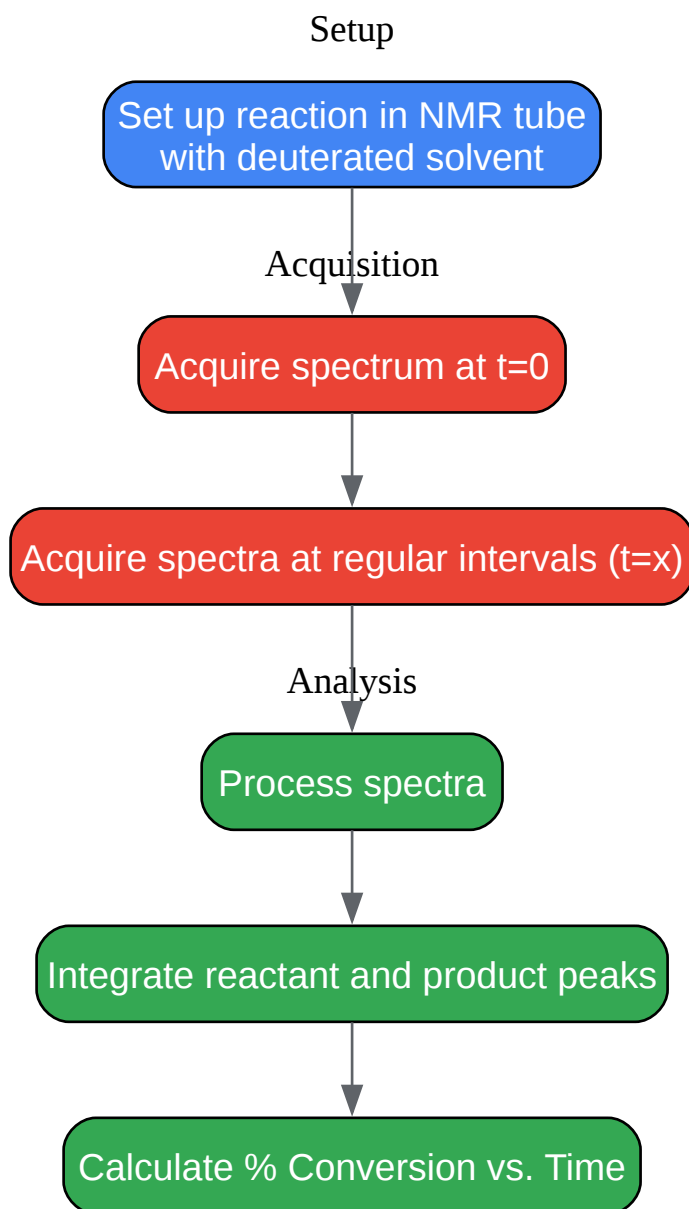 Setup
Set up reaction in NMR tube
with deuterated solvent
Acquisition
Acquire spectrum at t=0
Acquire spectra at regular intervals (t=x)
Analysis
Process spectra
Integrate reactant and product peaks
Calculate % Conversion vs. Time